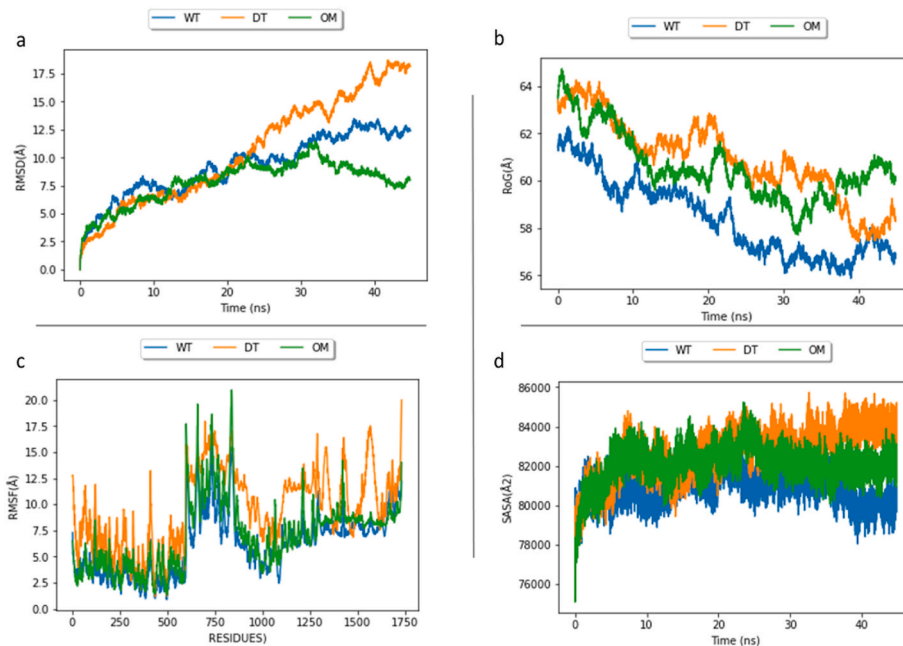 a
WT DT OM
RMSD(Å)
17.5
15.0
12.5
10.0
7.5
5.0
2.5
0.0
0 10 20 30 40
Time (ns)
b
WT DT OM
RoG(Å)
64
62
60
58
56
0 10 20 30 40
Time (ns)
c
WT DT OM
RMSF(Å)
20.0
17.5
15.0
12.5
10.0
7.5
5.0
2.5
0.0
0 250 500 750 1000 1250 1500 1750
RESIDUES)
d
WT DT OM
SASA(Å2)
86000
84000
82000
80000
78000
76000
0 10 20 30 40
Time (ns)